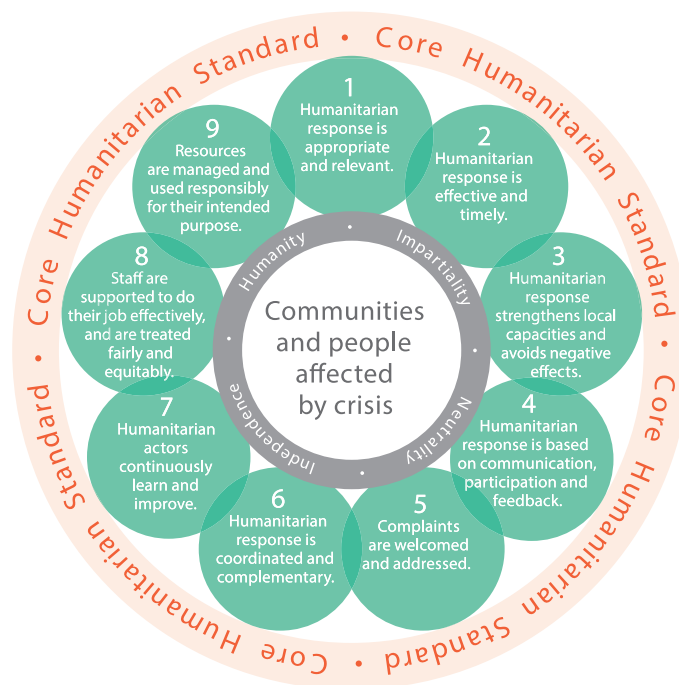 Core Humanitarian Standard • Core Humanitarian Standard • Core Humanitarian Standard • Core Humanitarian Standard • Core Humanitarian Standard •
1
Humanitarian
response is
appropriate
and relevant.
2
Humanitarian
response is
effective and
timely.
3
Humanitarian
response
strengthens local
capacities and
avoids negative
effects.
4
Humanitarian
response is based
on communication,
participation and
feedback.
5
Complaints
are welcomed
and addressed.
6
Humanitarian
response is
coordinated and
complementary.
7
Humanitarian
actors
continuously
learn and
improve.
8
Staff are
supported to do
their job effectively,
and are treated
fairly and
equitably.
9
Resources
are managed and
used responsibly
for their intended
purpose.
Humanity • Impartiality • Neutrality • Independence •
Communities
and people
affected
by crisis